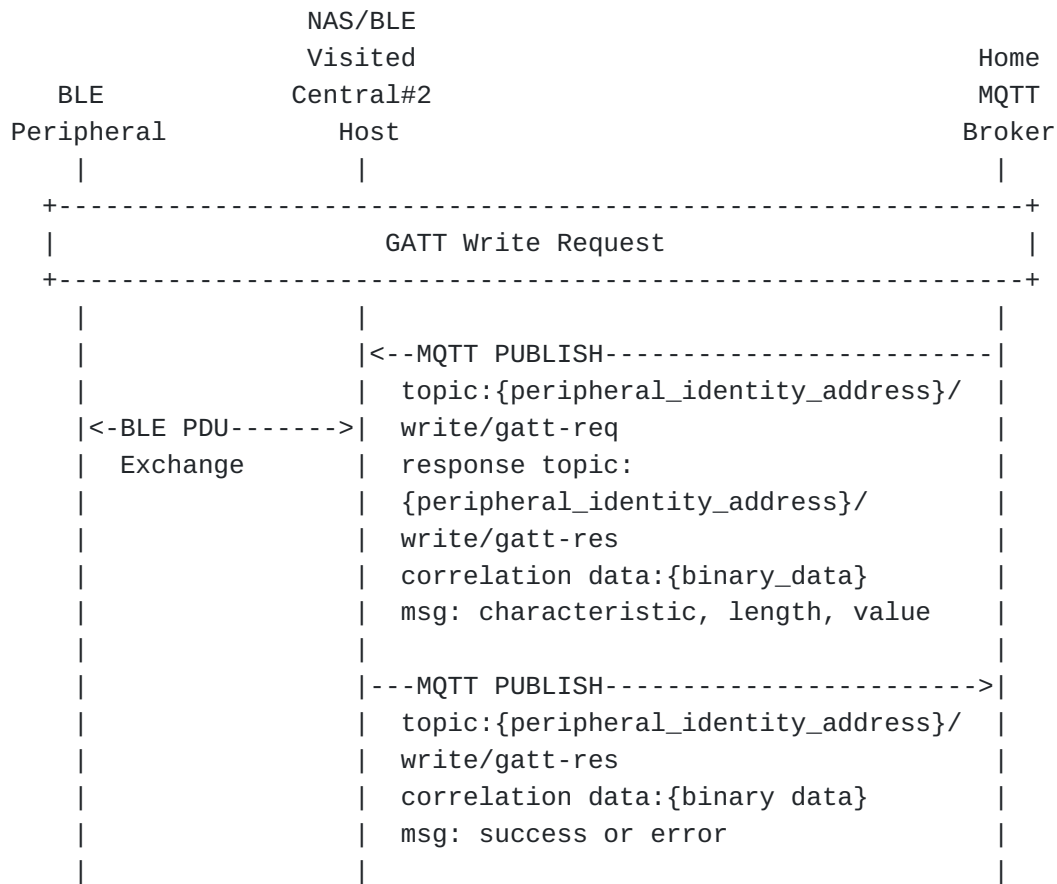 NAS/BLE
                   Visited                                    Home
   BLE            Central#2                                   MQTT
Peripheral           Host                                    Broker
    |                 |                                        |
  +--------------------------------------------------------------+
  |                    GATT Write Request                       |
  +--------------------------------------------------------------+
    |                 |                                        |
    |                 |<--MQTT PUBLISH-------------------------|
    |                 |  topic:{peripheral_identity_address}/  |
    |<-BLE PDU------->|  write/gatt-req                        |
    |  Exchange       |  response topic:                       |
    |                 |  {peripheral_identity_address}/        |
    |                 |  write/gatt-res                        |
    |                 |  correlation data:{binary_data}        |
    |                 |  msg: characteristic, length, value    |
    |                 |                                        |
    |                 |---MQTT PUBLISH------------------------>|
    |                 |  topic:{peripheral_identity_address}/  |
    |                 |  write/gatt-res                        |
    |                 |  correlation data:{binary data}        |
    |                 |  msg: success or error                 |
    |                 |                                        |